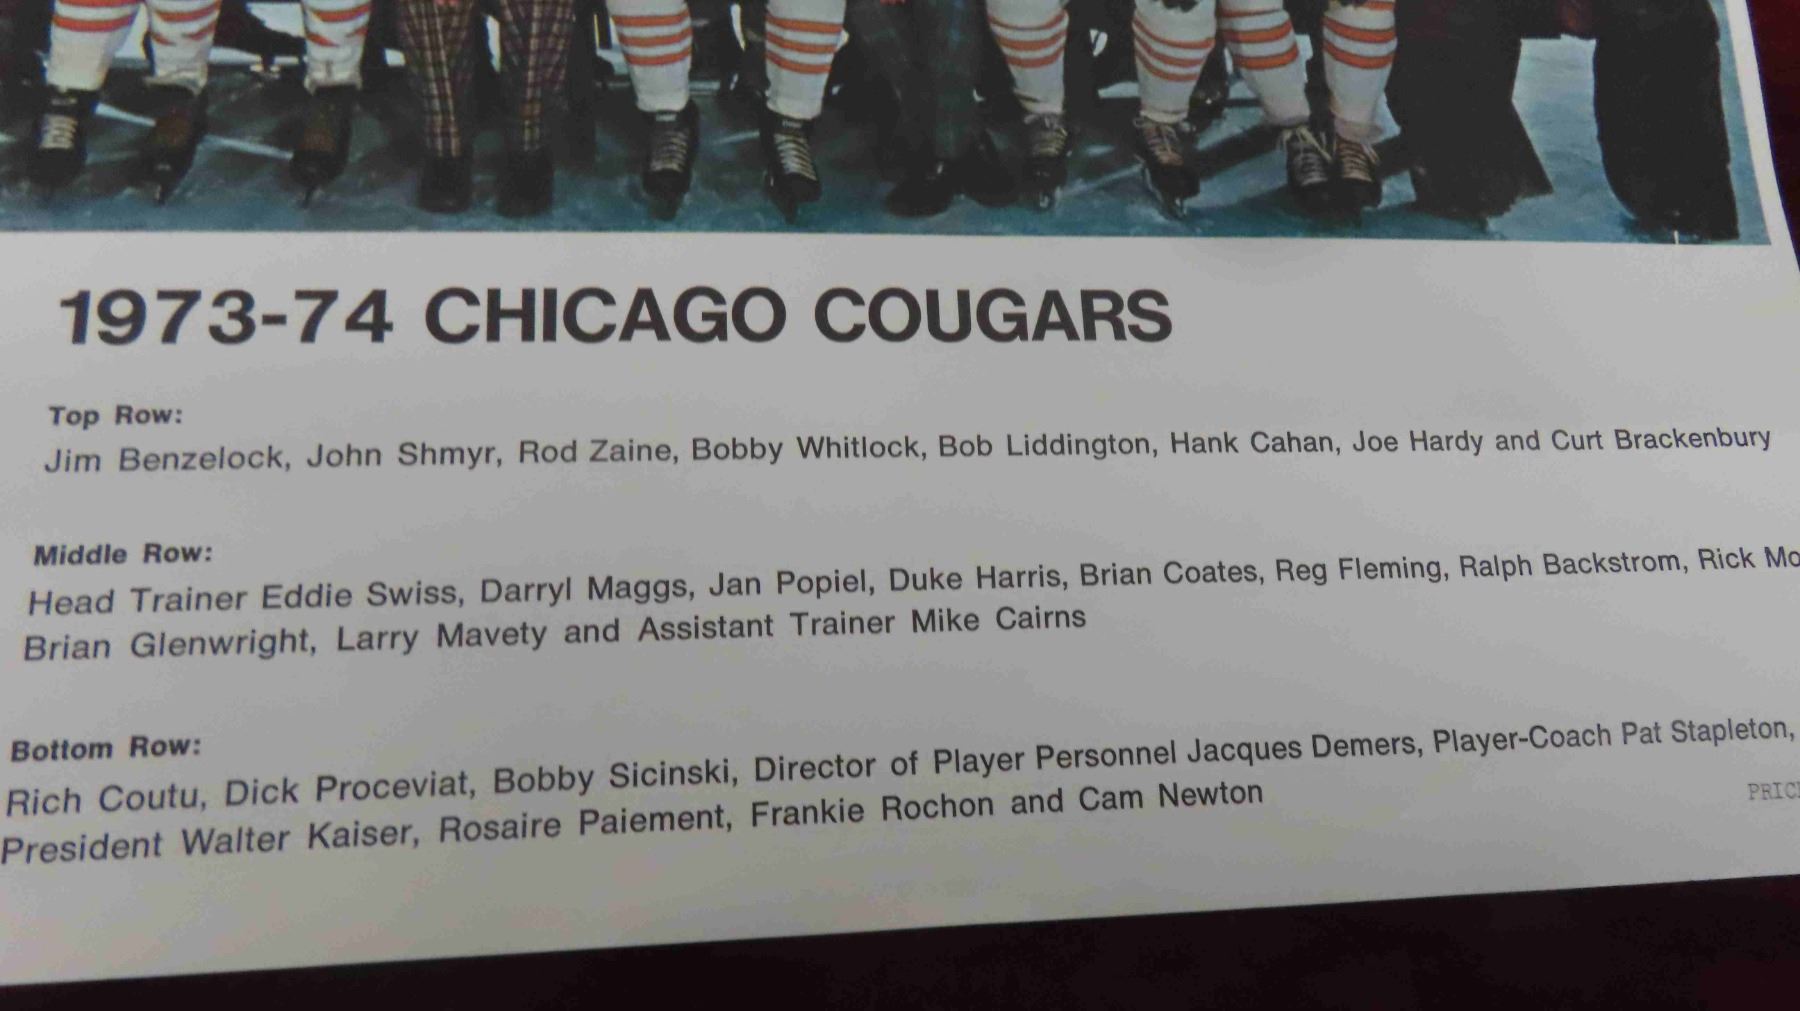 1973-74 CHICAGO COUGARS
Top Row:
Jim Benzelock, John Shmyr, Rod Zaine, Bobby Whitlock, Bob Liddington, Hank Cahan, Joe Hardy and Curt Brackenbury
Middle Row:
Head Trainer Eddie Swiss, Darryl Maggs, Jan Popiel, Duke Harris, Brian Coates, Reg Fleming, Ralph Backstrom, Rick
Brian Glenwright, Larry Mavety and Assistant Trainer Mike Cairns
Bottom Row:
Rich Coutu, Dick Proceviat, Bobby Sicinski, Director of Player Personnel Jacques Demers, Player-Coach Pat Stapleton,
President Walter Kaiser, Rosaire Paiement, Frankie Rochon and Cam Newton